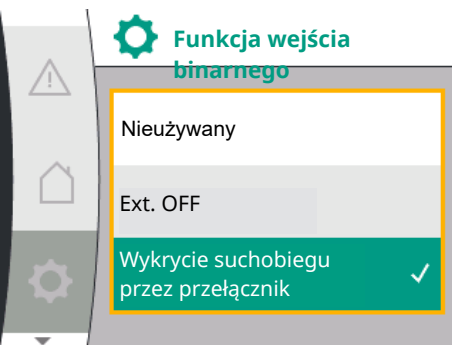 Funkcja wejścia
binarnego
Nieużywany
Ext. OFF
Wykrycie suchobiegu
przez przełącznik